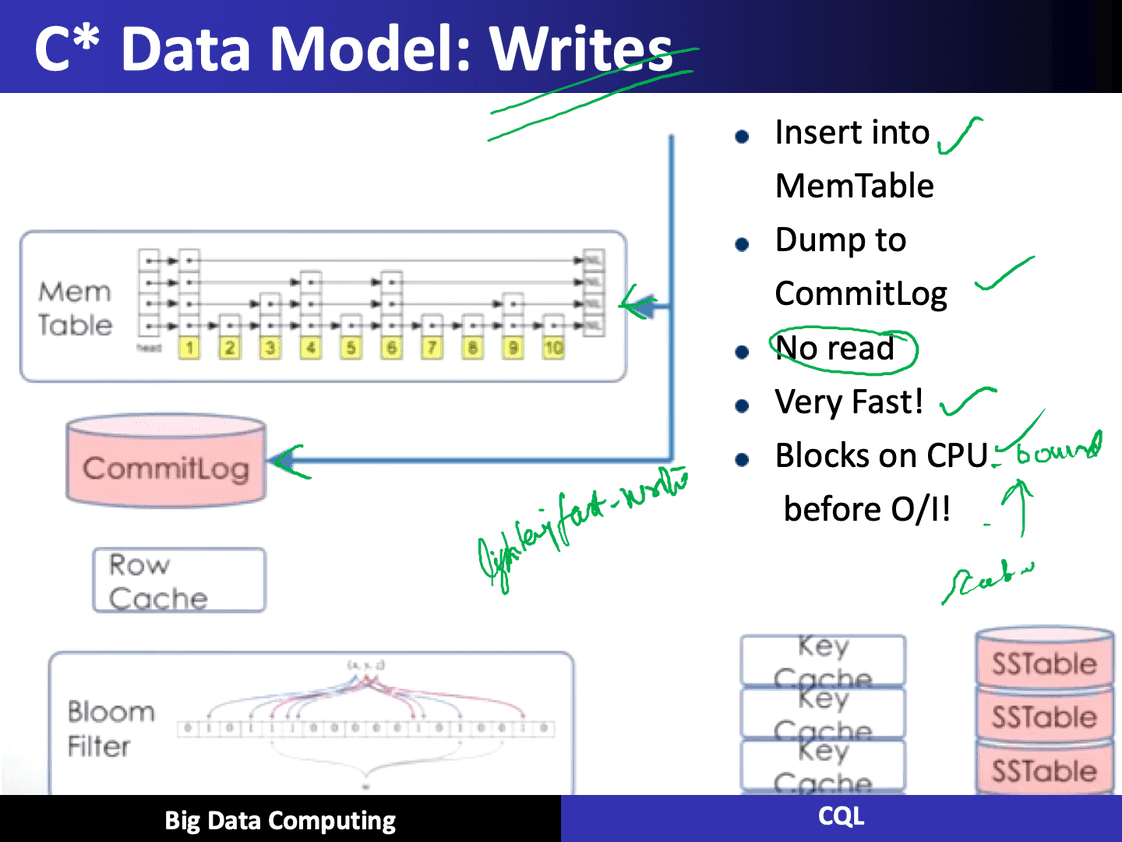 C* Data Model: Writes
Insert into
MemTable
Dump to
CommitLog
No read
Very Fast!
Blocks on CPU - bound
before O/I!
Mem
Table
NIL
NIL
NIL
NIL
head
1 2 3 4 5 6 7 8 9 10
CommitLog
fast-write
Row
Cache
Bloom
Filter
{x, y, z}
0 1 0 1 1 1 0 0 0 0 0 1 0 1 0 0 1 0
Key
Cache
Key
Cache
Key
Cache
SSTable
SSTable
SSTable
Big Data Computing
CQL